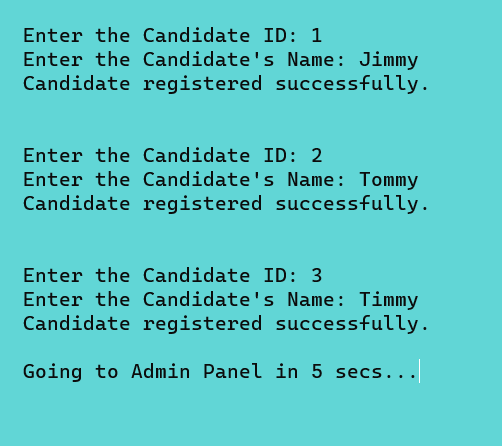 Enter the Candidate ID: 1
Enter the Candidate's Name: Jimmy
Candidate registered successfully.
Enter the Candidate ID: 2
Enter the Candidate's Name: Tommy
Candidate registered successfully.
Enter the Candidate ID: 3
Enter the Candidate's Name: Timmy
Candidate registered successfully.
Going to Admin Panel in 5 secs...